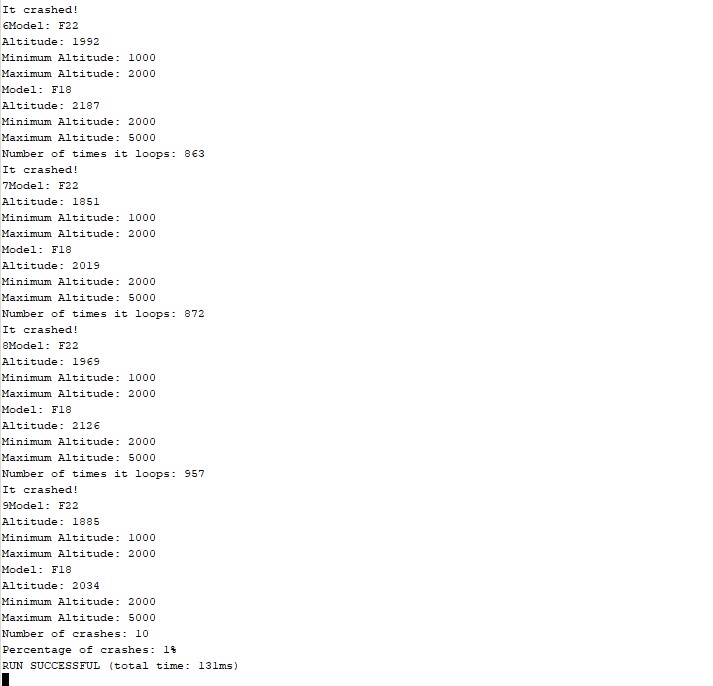 It crashed!
6Model: F22
Altitude: 1992
Minimum Altitude: 1000
Maximum Altitude: 2000
Model: F18
Altitude: 2187
Minimum Altitude: 2000
Maximum Altitude: 5000
Number of times it loops: 863
It crashed!
7Model: F22
Altitude: 1851
Minimum Altitude: 1000
Maximum Altitude: 2000
Model: F18
Altitude: 2019
Minimum Altitude: 2000
Maximum Altitude: 5000
Number of times it loops: 872
It crashed!
8Model: F22
Altitude: 1969
Minimum Altitude: 1000
Maximum Altitude: 2000
Model: F18
Altitude: 2126
Minimum Altitude: 2000
Maximum Altitude: 5000
Number of times it loops: 957
It crashed!
9Model: F22
Altitude: 1885
Minimum Altitude: 1000
Maximum Altitude: 2000
Model: F18
Altitude: 2034
Minimum Altitude: 2000
Maximum Altitude: 5000
Number of crashes: 10
Percentage of crashes: 1%
RUN SUCCESSFUL (total time: 131ms)